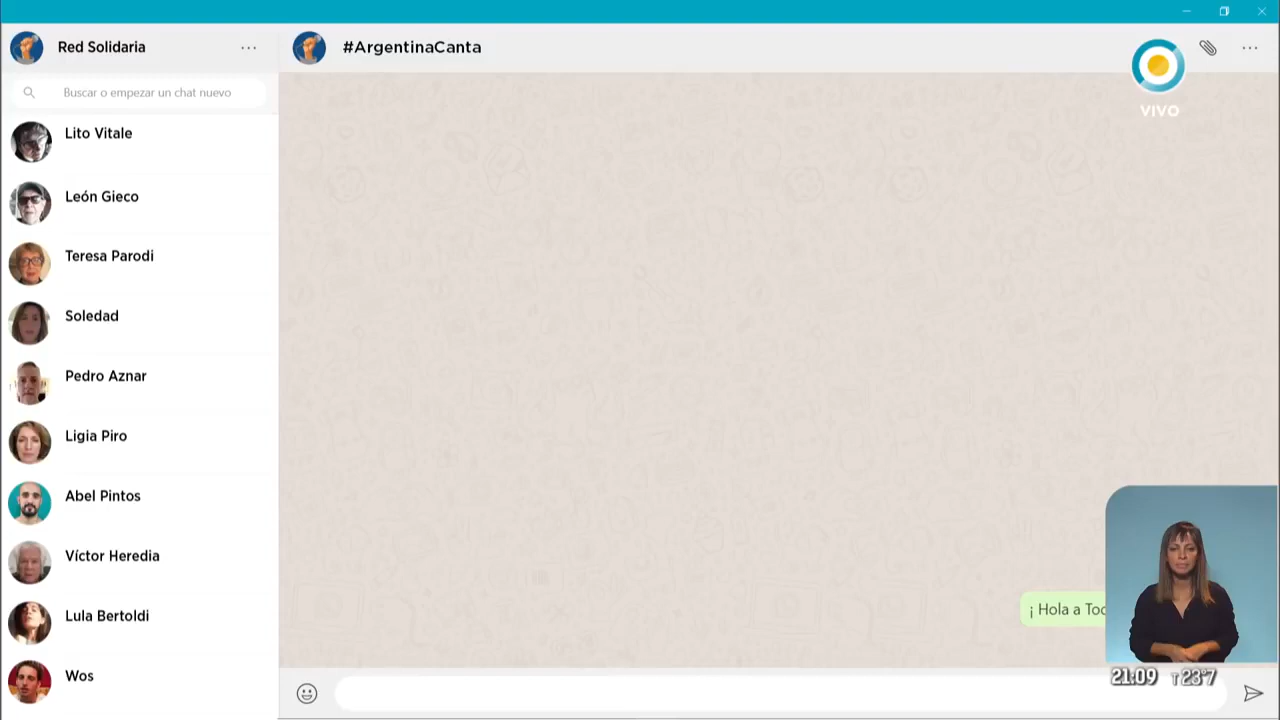 Red Solidaria
#ArgentinaCanta
VIVO
Buscar o empezar un chat nuevo
Lito Vitale
León Gieco
Teresa Parodi
Soledad
Pedro Aznar
Ligia Piro
Abel Pintos
Víctor Heredia
Lula Bertoldi
Wos
¡ Hola a
21:09 T 23°7